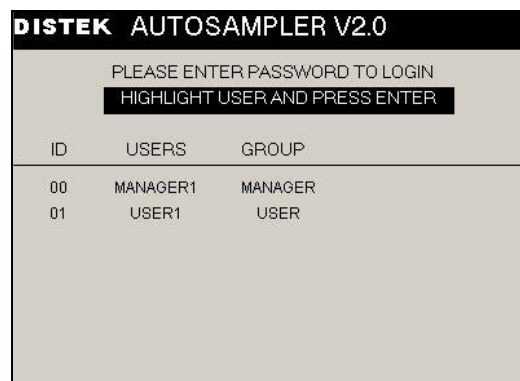 DISTEK AUTOSAMPLER V2.0
PLEASE ENTER PASSWORD TO LOGIN
HIGHLIGHT USER AND PRESS ENTER
ID USERS GROUP
00 MANAGER1 MANAGER
01 USER1 USER